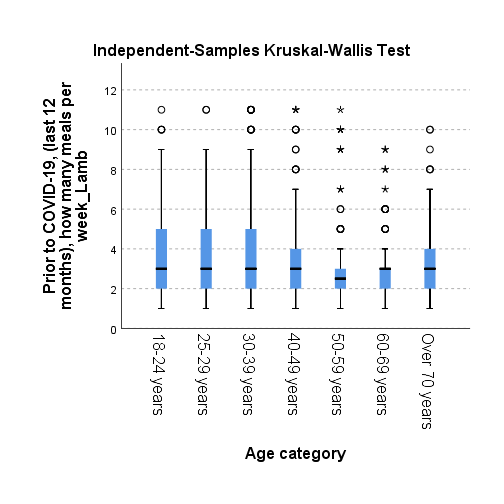 Independent-Samples Kruskal-Wallis Test
Prior to COVID-19, (last 12
months), how many meals per
week_Lamb
12
10
8
6
4
2
0
18-24 years
25-29 years
30-39 years
40-49 years
50-59 years
60-69 years
Over 70 years
Age category